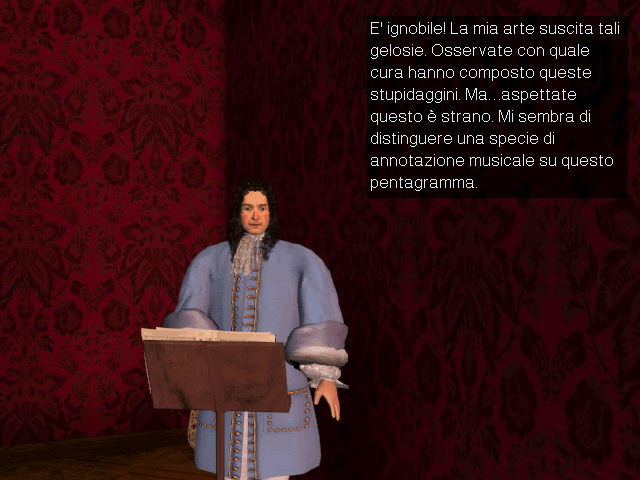 E' ignobile! La mia arte suscita tali
gelosie. Osservate con quale
cura hanno composto queste
stupidaggini. Ma...aspettate
questo è strano. Mi sembra di
distinguere una specie di
annotazione musicale su questo
pentagramma.